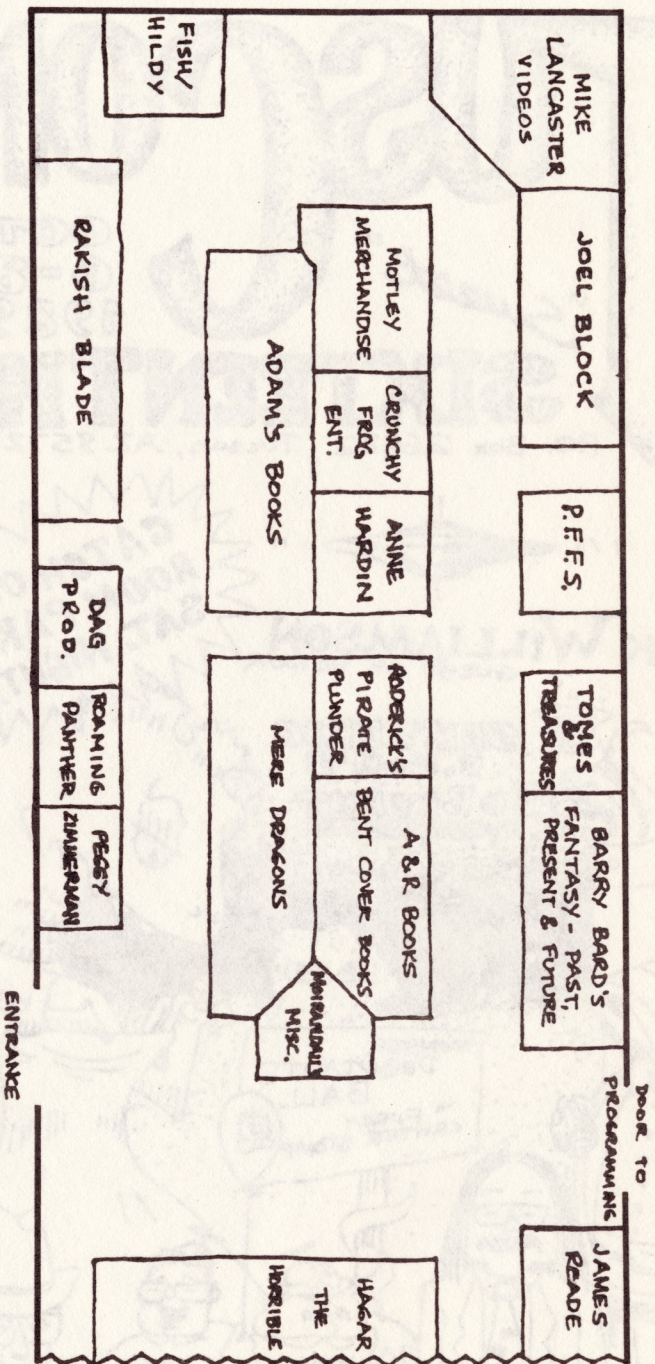 DOOR TO
PROGRAMMING
MIKE
LANCASTER
VIDEOS
JOEL BLOCK
P.F.F.S.
TOMES
&
TREASURES
BARRY BARD'S
FANTASY - PAST,
PRESENT & FUTURE
JAMES
READE
MOTLEY
MERCHANDISE
CRUNCHY
FROG
ENT.
ANNE
HARDIN
ADAM'S BOOKS
RODERICK'S
PIRATE
PLUNDER
A & R BOOKS
BENT COVER BOOKS
MERE DRAGONS
MISC.
HAGAR
THE
HORRIBLE
FISH/
HILDY
RAKISH BLADE
DAG
PROD.
ROAMING
PANTHER
PEGGY
ZIMMERMAN
ENTRANCE